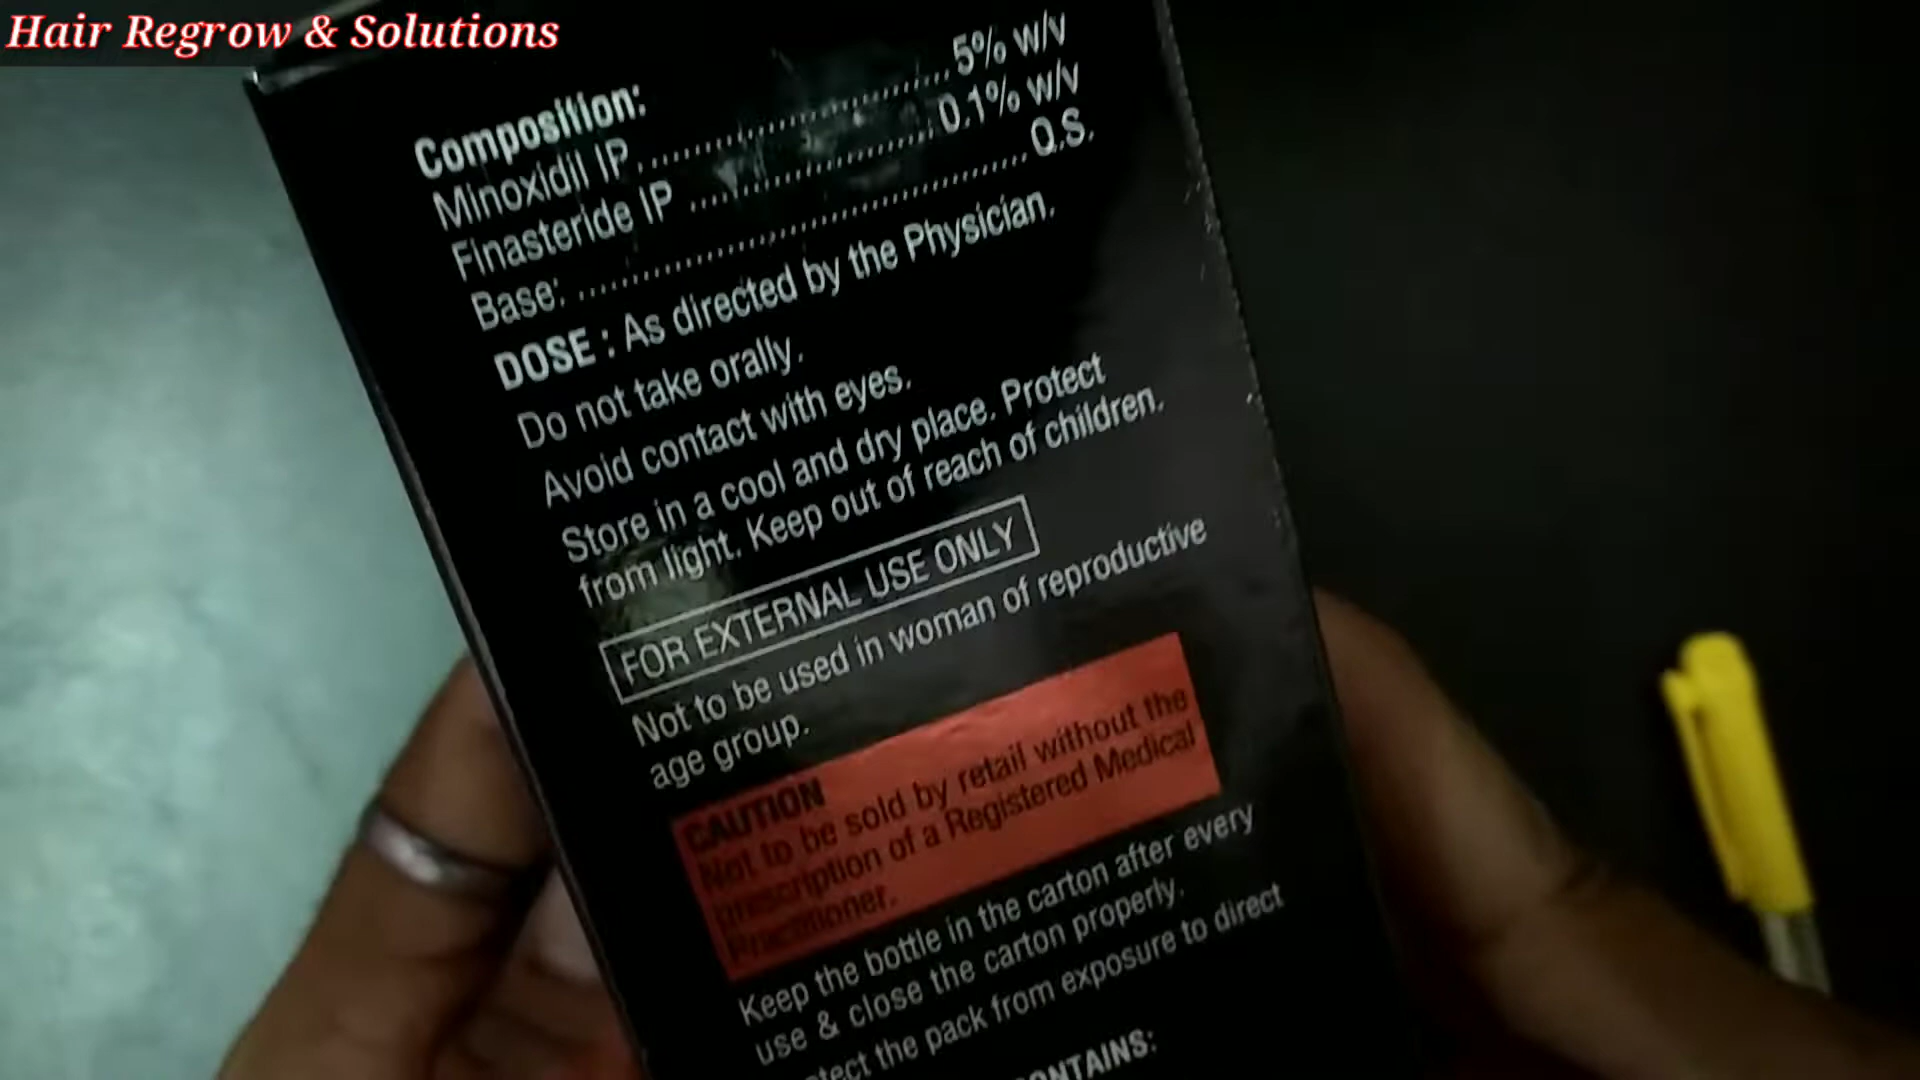 Hair Regrow & Solutions
Composition:
Minoxidil IP.............................5% w/v
Finasteride IP.........................0.1% w/v
Base:.............................................Q.S.
DOSE : As directed by the Physician.
Do not take orally.
Avoid contact with eyes.
Store in a cool and dry place. Protect
from light. Keep out of reach of children.
FOR EXTERNAL USE ONLY
Not to be used in woman of reproductive
age group.
CAUTION
Not to be sold by retail without the
prescription of a Registered Medical
Practitioner.
Keep the bottle in the carton after every
use & close the carton properly.
the pack from exposure to direct